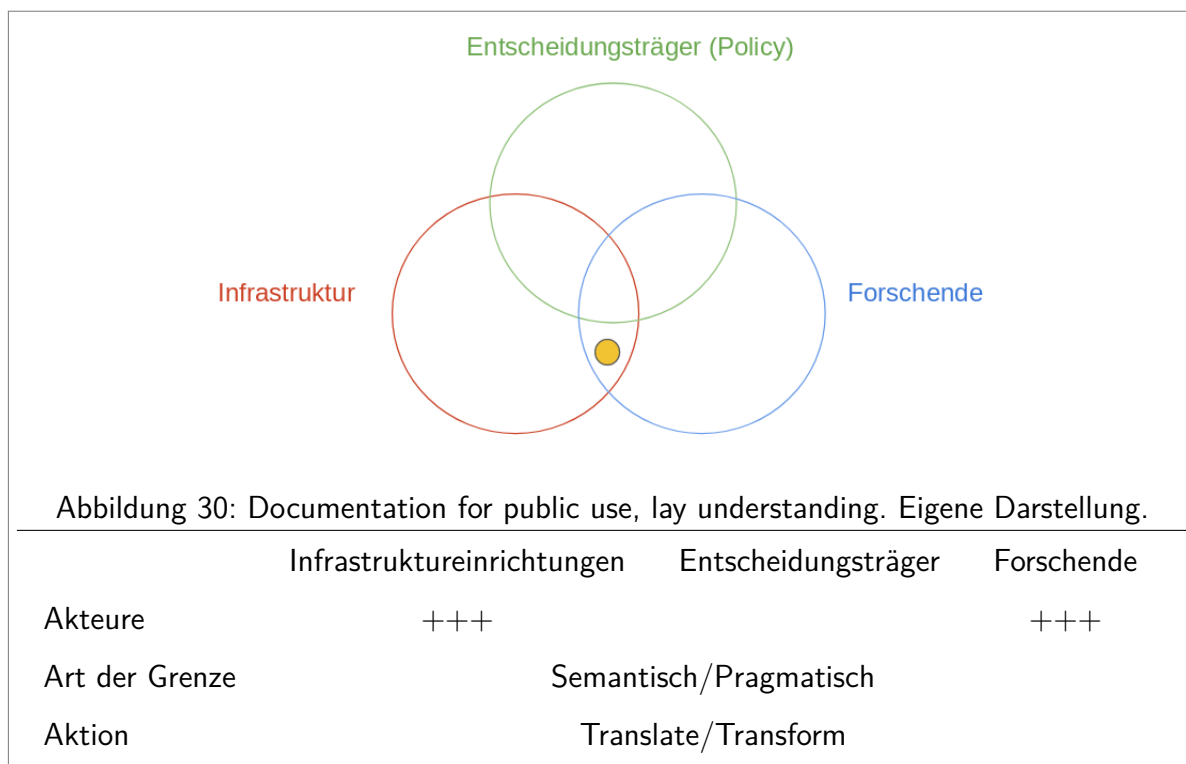 Entscheidungsträger (Policy)
Infrastruktur
Forschende
Abbildung 30: Documentation for public use, lay understanding. Eigene Darstellung.
Infrastruktureinrichtungen Entscheidungsträger Forschende
Akteure +++ +++
Art der Grenze Semantisch/Pragmatisch
Aktion Translate/Transform